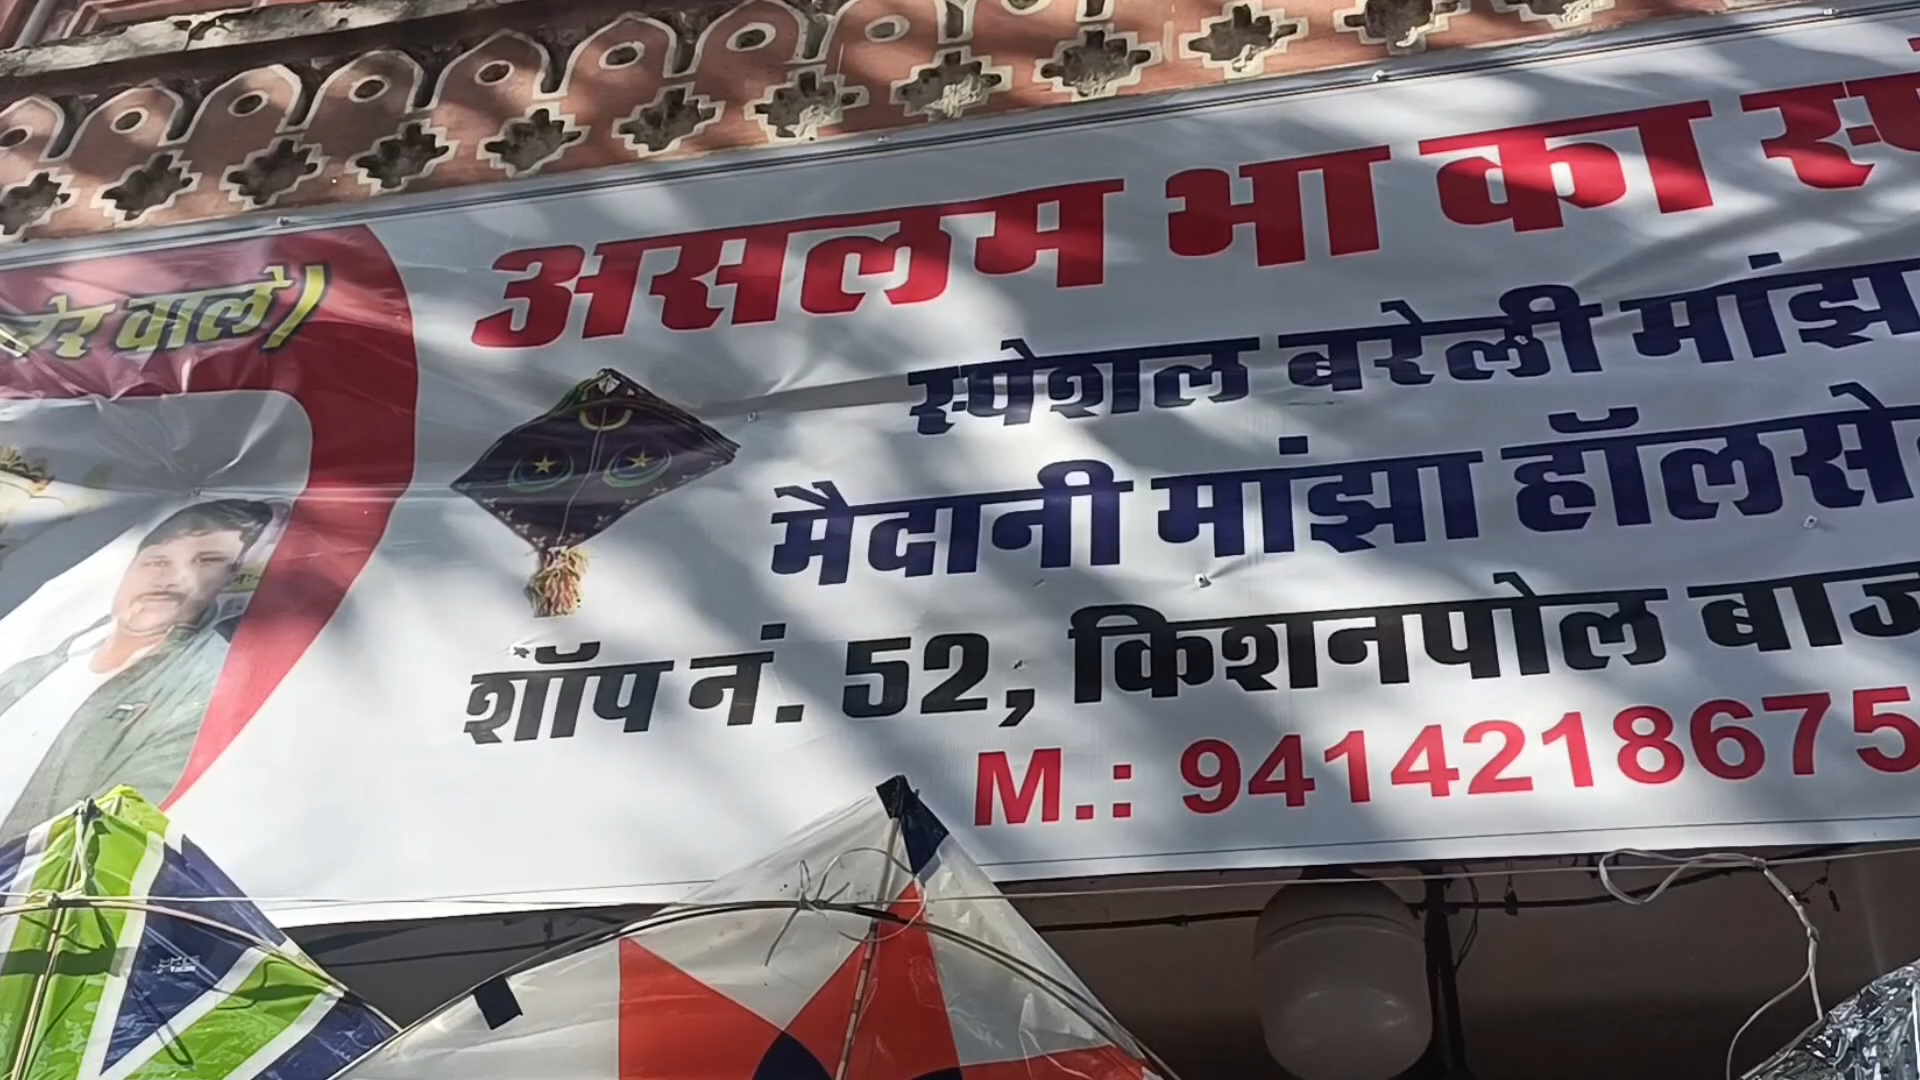 वाले)
असलम भा का
स्पेशल बरेली मांझा
मैदानी मांझा हॉलसे
शॉप नं. 52, किशनपोल बाज
M.: 9414218675